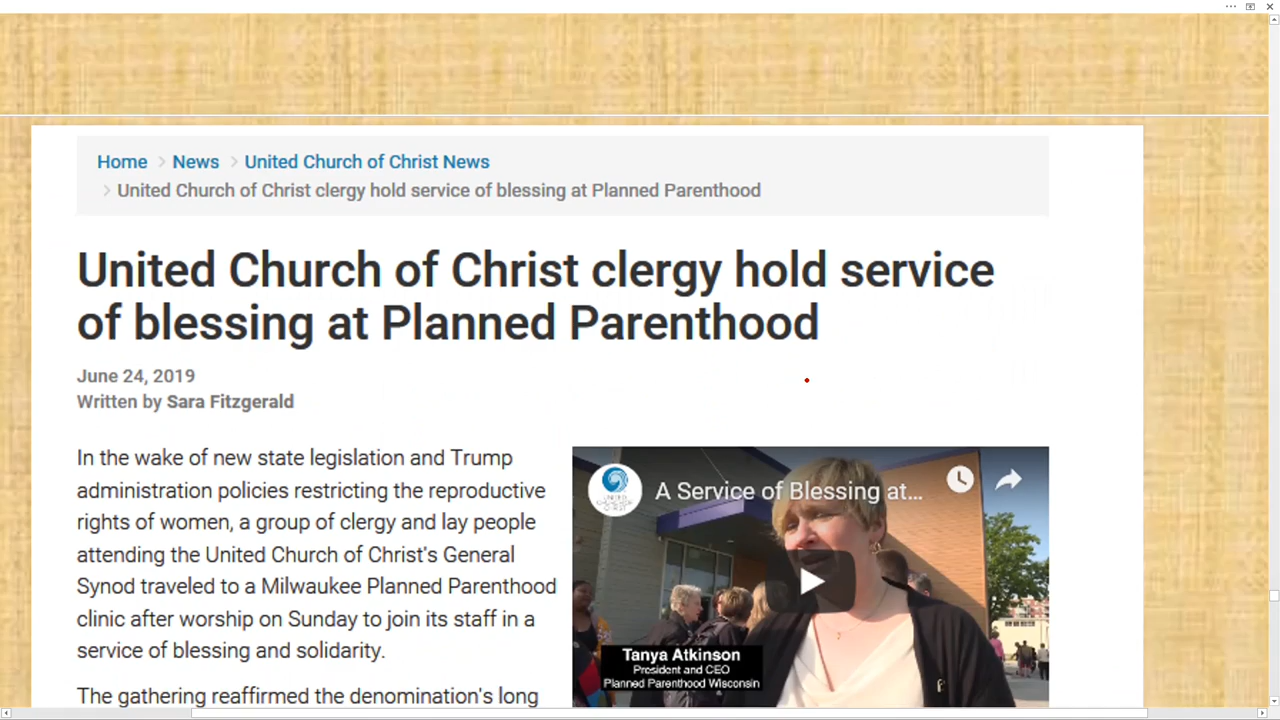 Home > News > United Church of Christ News
> United Church of Christ clergy hold service of blessing at Planned Parenthood
United Church of Christ clergy hold service
of blessing at Planned Parenthood
June 24, 2019
Written by Sara Fitzgerald
In the wake of new state legislation and Trump
administration policies restricting the reproductive
rights of women, a group of clergy and lay people
attending the United Church of Christ's General
Synod traveled to a Milwaukee Planned Parenthood
clinic after worship on Sunday to join its staff in a
service of blessing and solidarity.
The gathering reaffirmed the denomination's long
A Service of Blessing at...
UNITED
CHRIST
Tanya Atkinson
President and CEO
Planned Parenthood Wisconsin